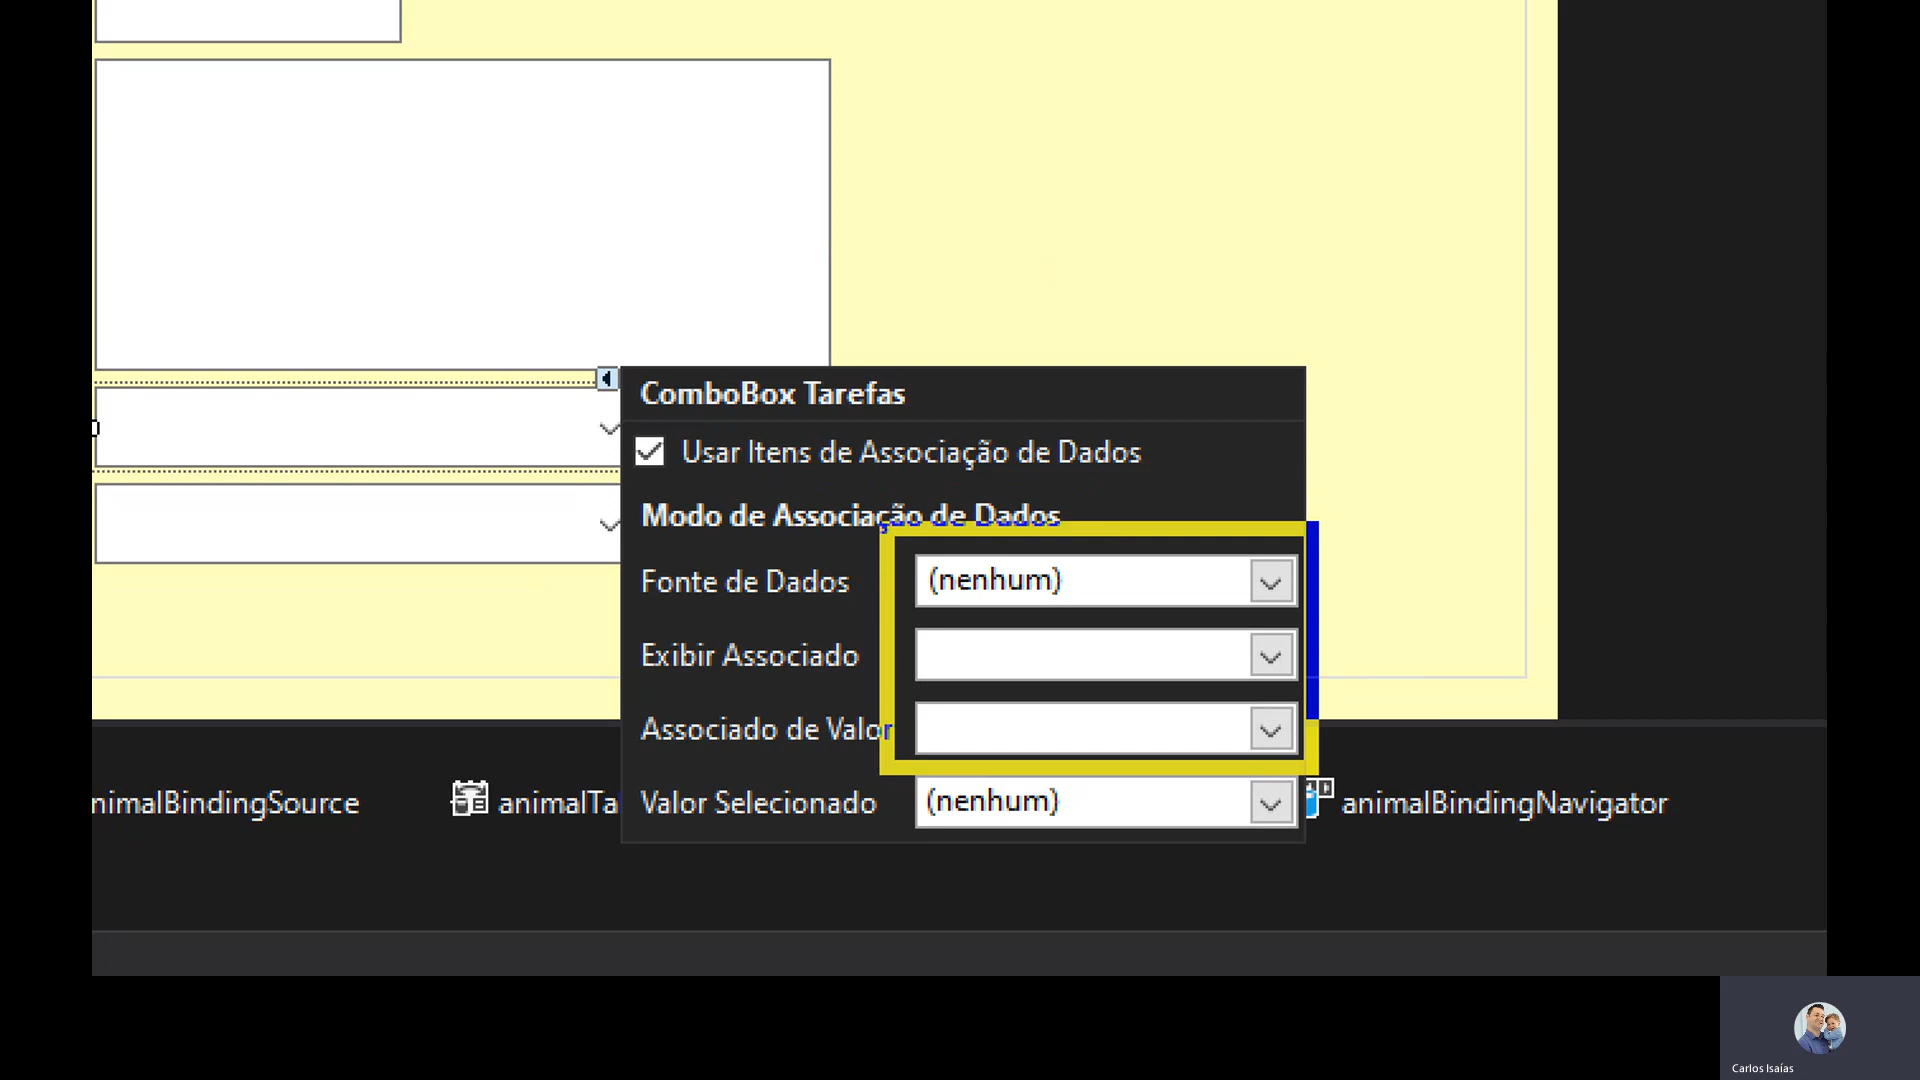 ComboBox Tarefas
Usar Itens de Associação de Dados
Modo de Associação de Dados
Fonte de Dados (nenhum)
Exibir Associado
Associado de Valor
nimalBindingSource animalTa Valor Selecionado (nenhum) animalBindingNavigator
Carlos Isaías